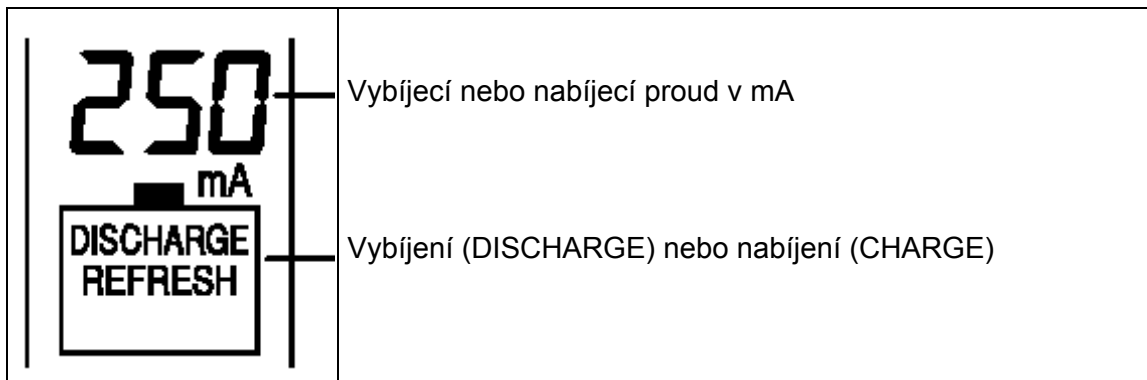 250
Vybíjecí nebo nabíjecí proud v mA
mA
DISCHARGE
REFRESH
Vybíjení (DISCHARGE) nebo nabíjení (CHARGE)